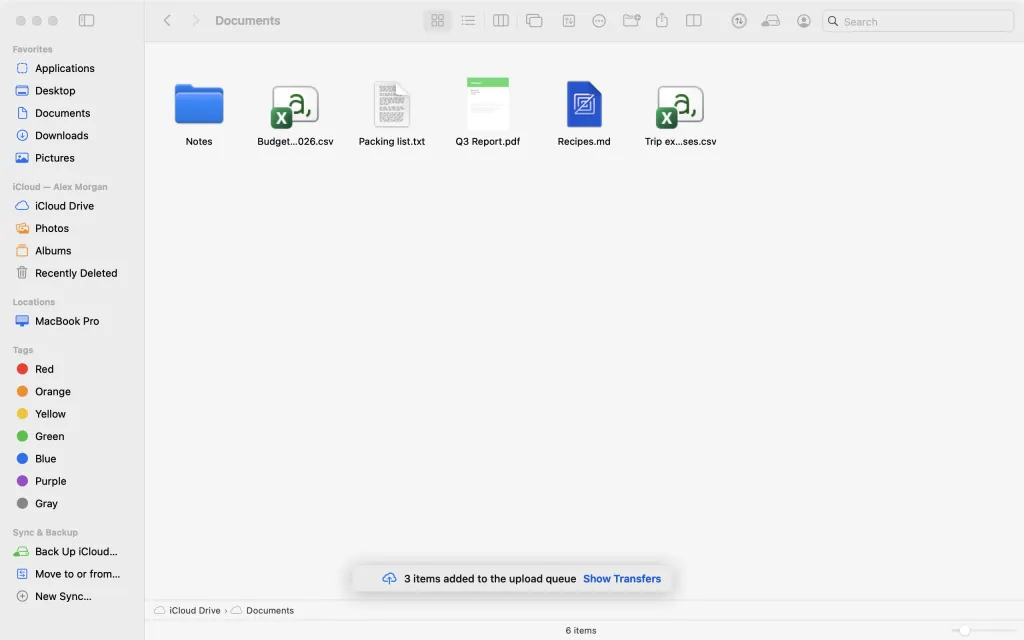 Documents
Search
Favorites
Applications
Desktop
Documents
Downloads
Pictures
iCloud — Alex Morgan
iCloud Drive
Photos
Albums
Recently Deleted
Locations
MacBook Pro
Tags
Red
Orange
Yellow
Green
Blue
Purple
Gray
Sync & Backup
Back Up iCloud...
Move to or from...
New Sync...
Notes
Budget...026.csv
Packing list.txt
Q3 Report.pdf
Recipes.md
Trip ex...ses.csv
3 items added to the upload queue Show Transfers
iCloud Drive › Documents
6 items